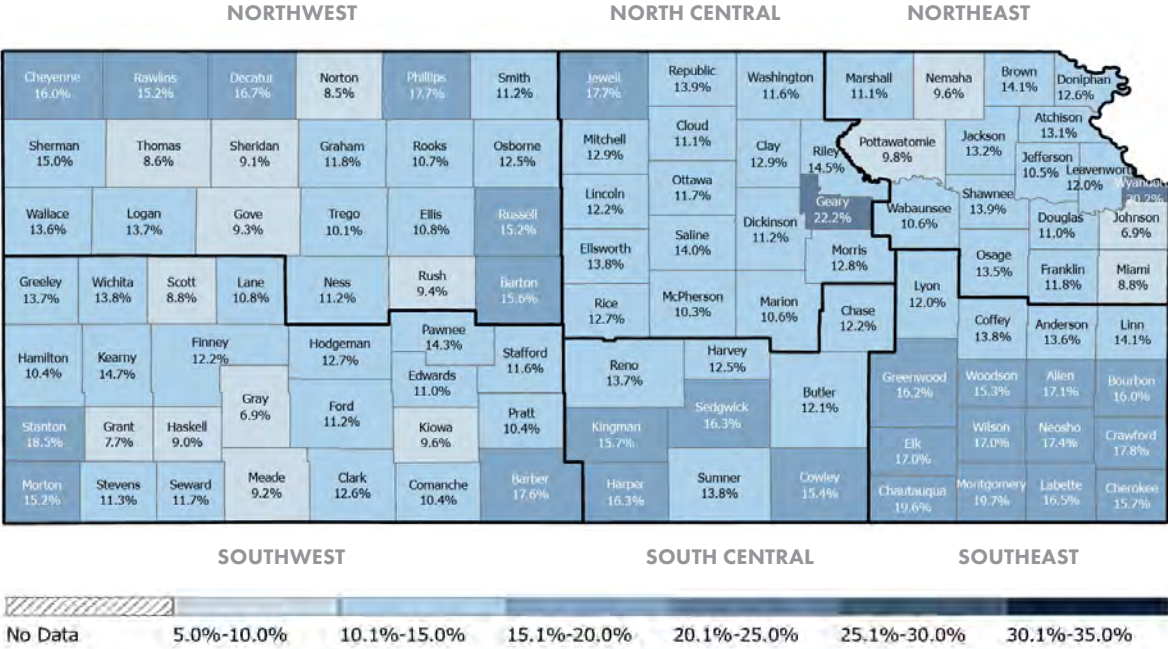 NORTHWEST
NORTH CENTRAL
NORTHEAST
Cheyenne
16.0%
Rawlins
15.2%
Decatur
16.7%
Norton
8.5%
Phillips
17.7%
Smith
11.2%
Jewell
17.7%
Republic
13.9%
Washington
11.6%
Marshall
11.1%
Nemaha
9.6%
Brown
14.1%
Doniphan
12.6%
Sherman
15.0%
Thomas
8.6%
Sheridan
9.1%
Graham
11.8%
Rooks
10.7%
Osborne
12.5%
Mitchell
12.9%
Cloud
11.1%
Clay
12.9%
Riley
14.5%
Pottawatomie
9.8%
Jackson
13.2%
Atchison
13.1%
Jefferson
10.5%
Leavenwor
12.0%
Wyandotte
20.2%
Wallace
13.6%
Logan
13.7%
Gove
9.3%
Trego
10.1%
Ellis
10.8%
Russell
15.2%
Lincoln
12.2%
Ottawa
11.7%
Dickinson
11.2%
Geary
22.2%
Wabaunsee
10.6%
Shawnee
13.9%
Douglas
11.0%
Johnson
6.9%
Greeley
13.7%
Wichita
13.8%
Scott
8.8%
Lane
10.8%
Ness
11.2%
Rush
9.4%
Barton
15.6%
Ellsworth
13.8%
Saline
14.0%
Morris
12.8%
Osage
13.5%
Franklin
11.8%
Miami
8.8%
Rice
12.7%
McPherson
10.3%
Marion
10.6%
Chase
12.2%
Lyon
12.0%
Coffey
13.8%
Anderson
13.6%
Linn
14.1%
Hamilton
10.4%
Kearny
14.7%
Finney
12.2%
Hodgeman
12.7%
Pawnee
14.3%
Edwards
11.0%
Stafford
11.6%
Reno
13.7%
Harvey
12.5%
Butler
12.1%
Greenwood
16.2%
Woodson
15.3%
Allen
17.1%
Bourbon
16.0%
Stanton
18.5%
Grant
7.7%
Haskell
9.0%
Gray
6.9%
Ford
11.2%
Kiowa
9.6%
Pratt
10.4%
Kingman
15.7%
Sedgwick
16.3%
Elk
17.0%
Wilson
17.0%
Neosho
17.4%
Crawford
17.8%
Morton
15.2%
Stevens
11.3%
Seward
11.7%
Meade
9.2%
Clark
12.6%
Comanche
10.4%
Barber
17.6%
Harper
16.3%
Sumner
13.8%
Cowley
15.4%
Chautauqua
19.6%
Montgomery
19.7%
Labette
16.5%
Cherokee
15.7%
SOUTHWEST
SOUTH CENTRAL
SOUTHEAST
No Data
5.0%-10.0%
10.1%-15.0%
15.1%-20.0%
20.1%-25.0%
25.1%-30.0%
30.1%-35.0%